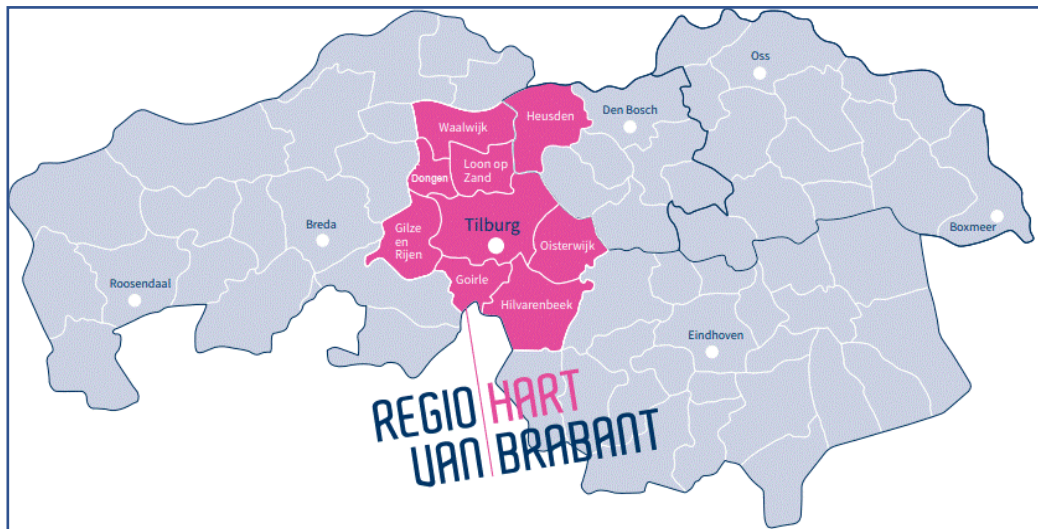 Oss
Den Bosch
Heusden
Waalwijk
Loon op
Zand
Dongen
Tilburg
Gilze
en
Rijen
Oisterwijk
Breda
Boxmeer
Goirle
Roosendaal
Hilvarenbeek
Eindhoven
REGIO HART
VAN BRABANT